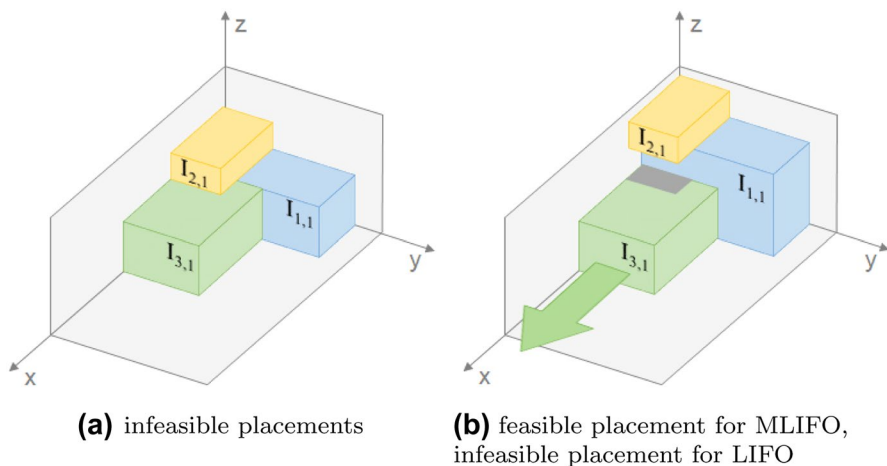 z
I2,1
I1,1
I3,1
y
x
(a) infeasible placements
z
I2,1
I1,1
I3,1
y
x
(b) feasible placement for MLIFO,
infeasible placement for LIFO